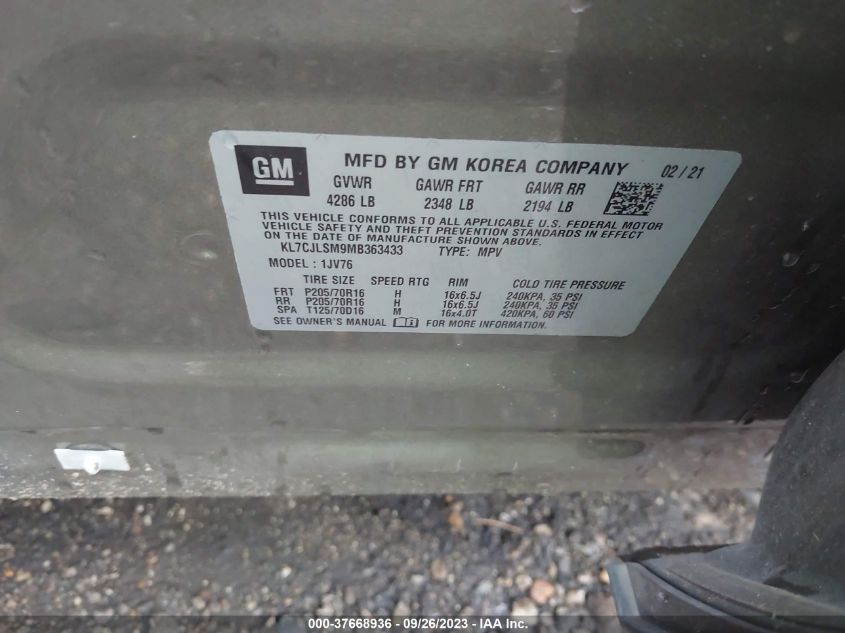 GM
MFD BY GM KOREA COMPANY 02 / 21
GVWR GAWR FRT GAWR RR
4286 LB 2348 LB 2194 LB
THIS VEHICLE CONFORMS TO ALL APPLICABLE U.S. FEDERAL MOTOR
VEHICLE SAFETY AND THEFT PREVENTION STANDARDS IN EFFECT
ON THE DATE OF MANUFACTURE SHOWN ABOVE.
KL7CJLSM9MB363433 TYPE: MPV
MODEL : 1JV76
TIRE SIZE SPEED RTG RIM COLD TIRE PRESSURE
FRT P205/70R16 H 16x6.5J 240KPA, 35 PSI
RR P205/70R16 H 16x6.5J 240KPA, 35 PSI
SPA T125/70D16 M 16x4.0T 420KPA, 60 PSI
SEE OWNER'S MANUAL FOR MORE INFORMATION.
000-37668936 - 09/26/2023 - IAA Inc.